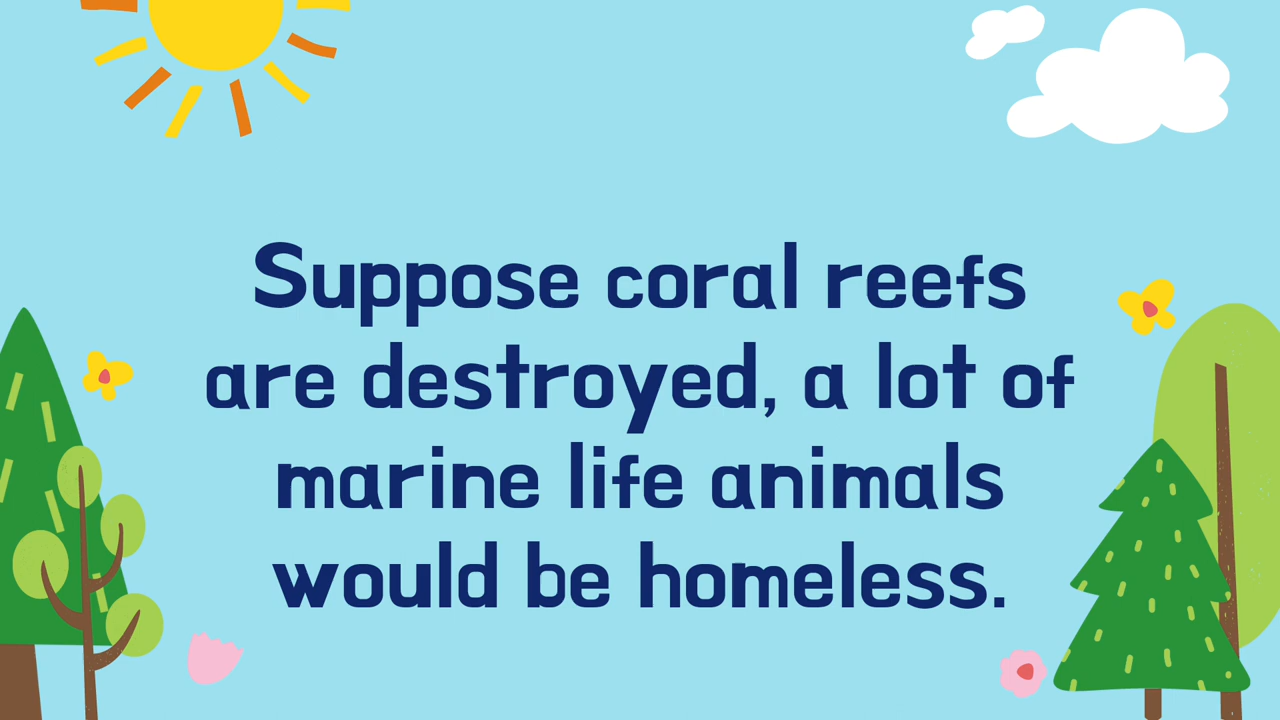 Suppose coral reefs
are destroyed, a lot of
marine life animals
would be homeless.